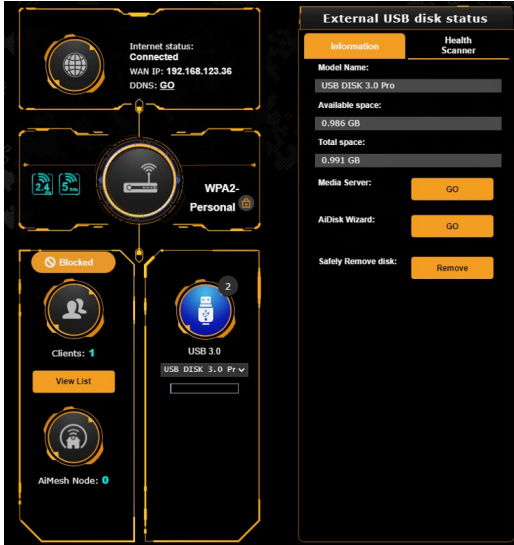 Internet status:
Connected
WAN IP: 192.168.123.36
DDNS: GO
2.4 GHz
5 GHz
WPA2-
Personal
Blocked
Clients: 1
View List
AiMesh Node: 0
2
USB 3.0
USB DISK 3.0 Pr
External USB disk status
Information
Health
Scanner
Model Name:
USB DISK 3.0 Pro
Available space:
0.986 GB
Total space:
0.991 GB
Media Server:
GO
AiDisk Wizard:
GO
Safely Remove disk:
Remove